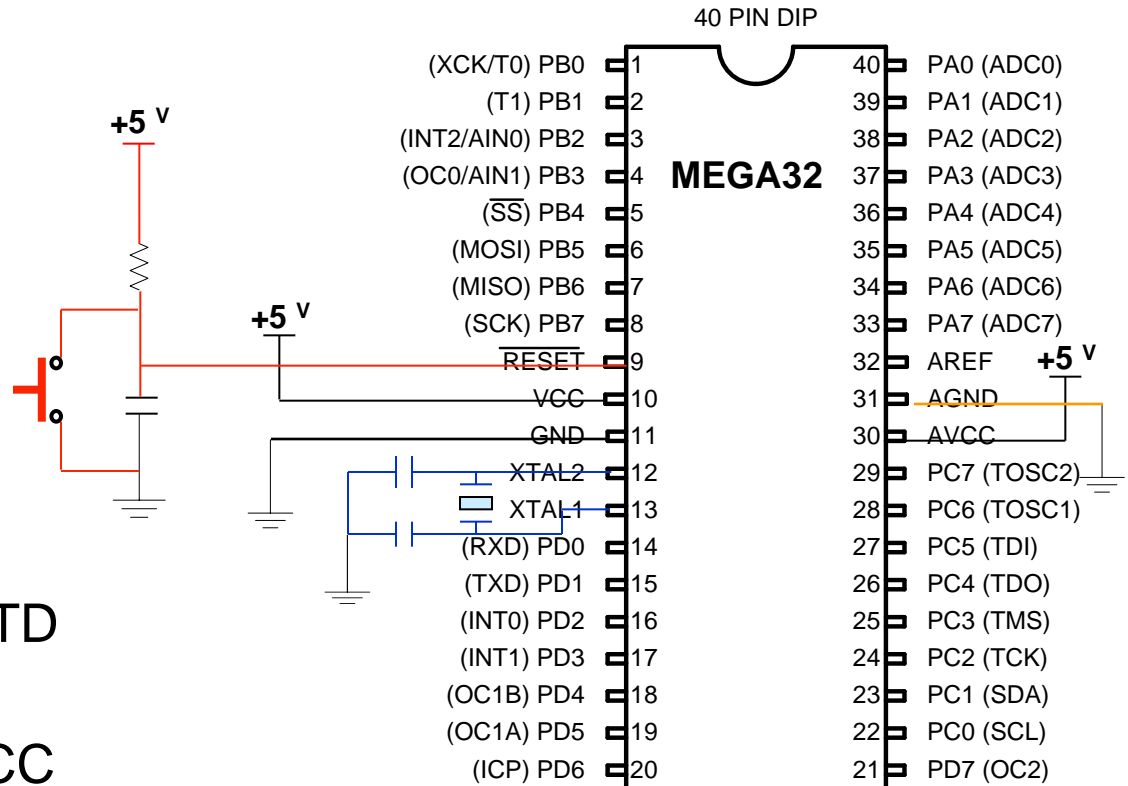 40 PIN DIP
MEGA32
(XCK/T0) PB0 1
(T1) PB1 2
(INT2/AIN0) PB2 3
(OC0/AIN1) PB3 4
(S̅S̅) PB4 5
(MOSI) PB5 6
(MISO) PB6 7
(SCK) PB7 8
R̅E̅S̅E̅T̅ 9
VCC 10
GND 11
XTAL2 12
XTAL1 13
(RXD) PD0 14
(TXD) PD1 15
(INT0) PD2 16
(INT1) PD3 17
(OC1B) PD4 18
(OC1A) PD5 19
(ICP) PD6 20
40 PA0 (ADC0)
39 PA1 (ADC1)
38 PA2 (ADC2)
37 PA3 (ADC3)
36 PA4 (ADC4)
35 PA5 (ADC5)
34 PA6 (ADC6)
33 PA7 (ADC7)
32 AREF
31 AGND
30 AVCC
29 PC7 (TOSC2)
28 PC6 (TOSC1)
27 PC5 (TDI)
26 PC4 (TDO)
25 PC3 (TMS)
24 PC2 (TCK)
23 PC1 (SDA)
22 PC0 (SCL)
21 PD7 (OC2)
+5 V
+5 V
+5 V
TD
CC